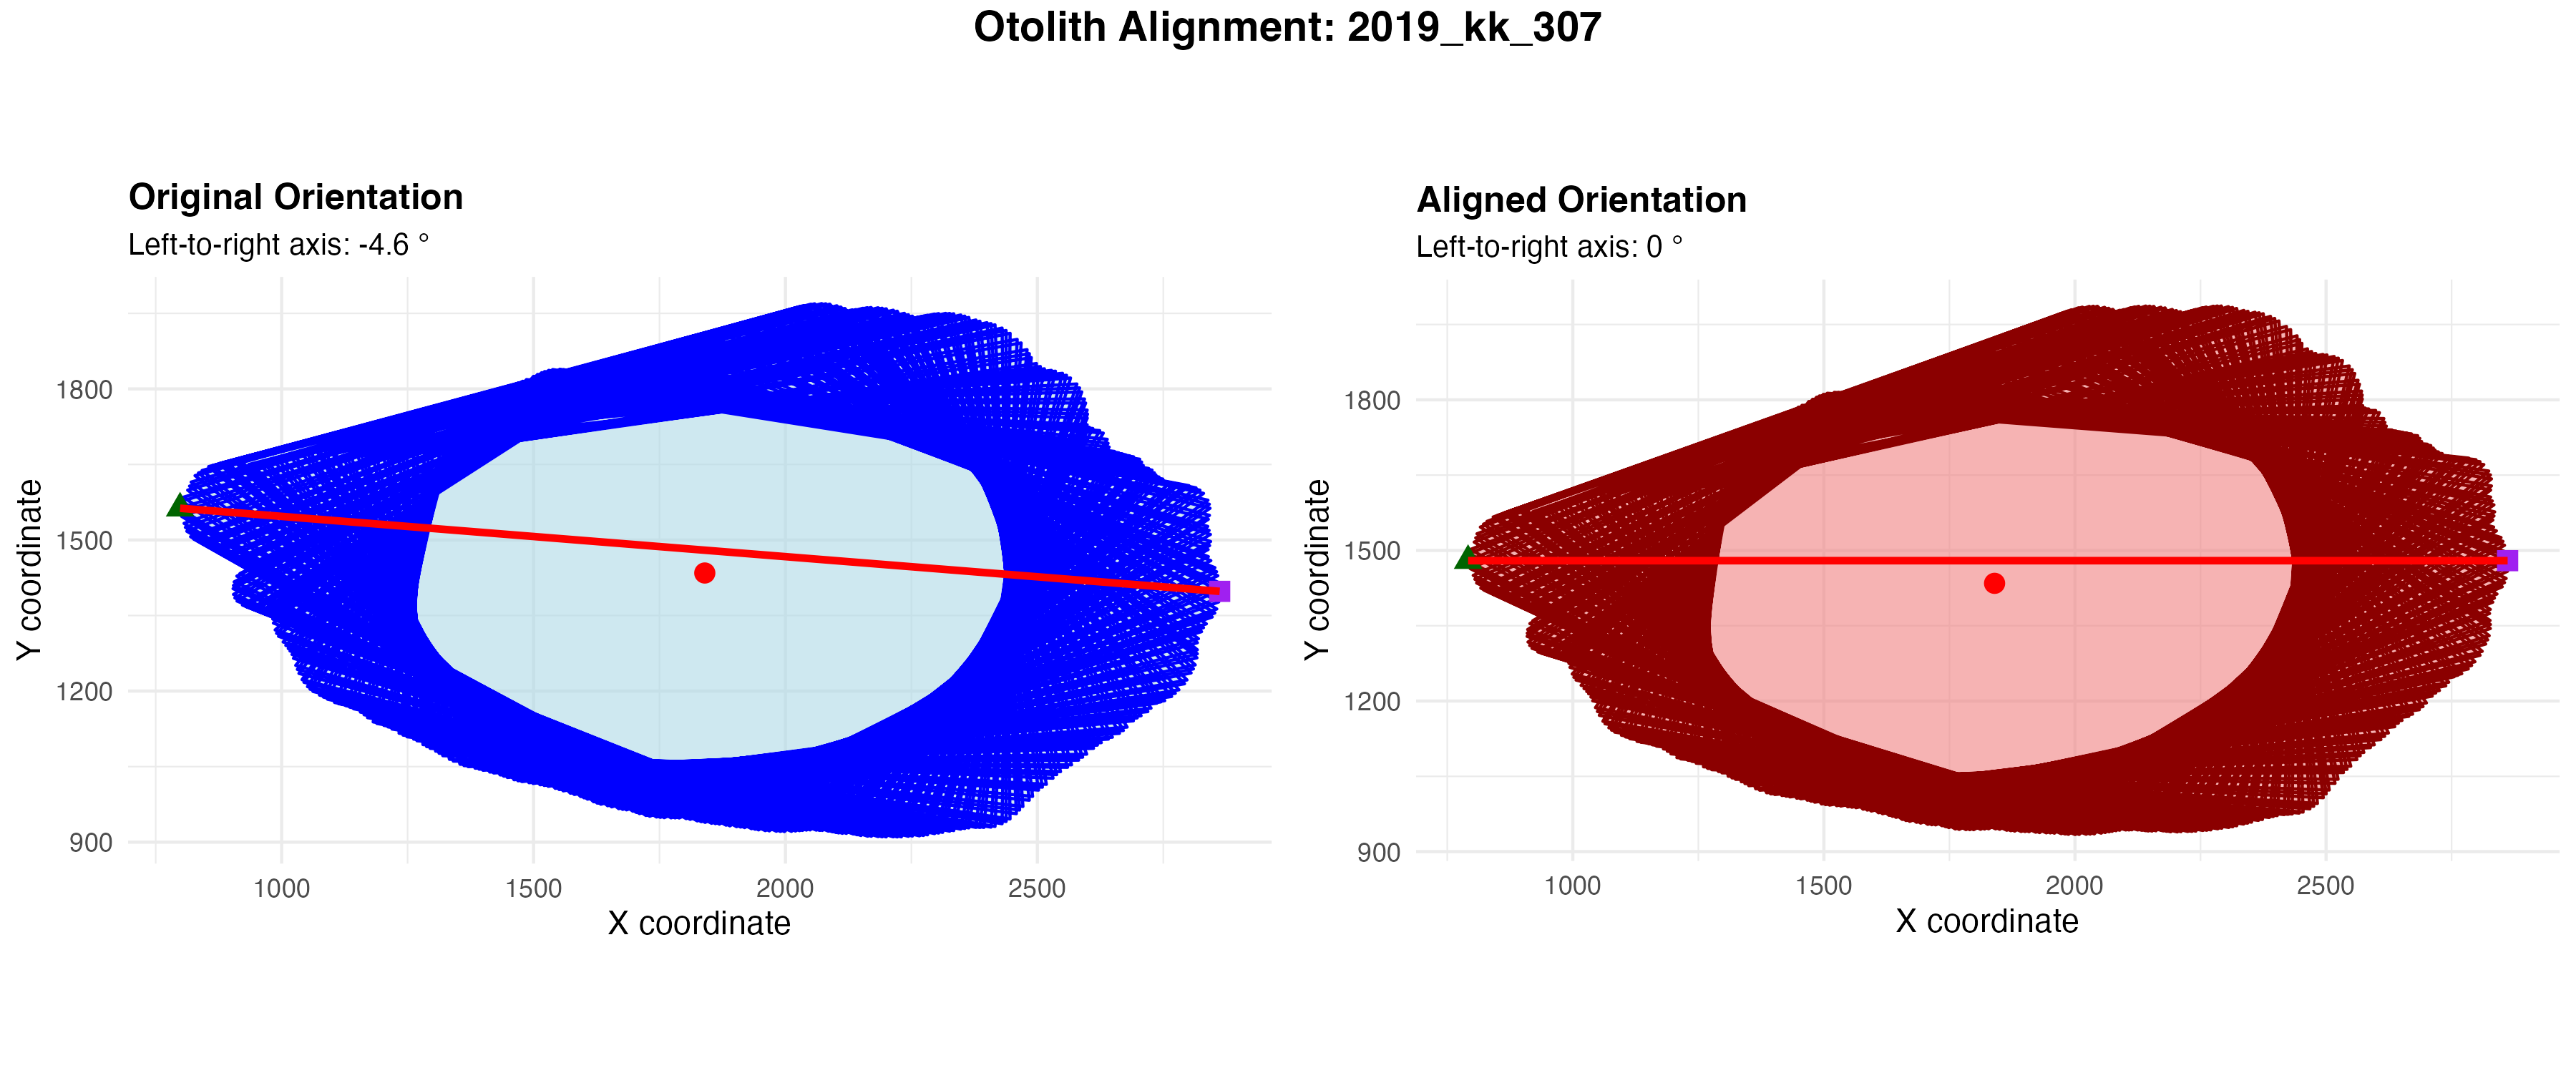 Otolith Alignment: 2019_kk_307
Original Orientation
Left-to-right axis: -4.6 °
Y coordinate
1800
1500
1200
900
1000 1500 2000 2500
X coordinate
Aligned Orientation
Left-to-right axis: 0 °
Y coordinate
1800
1500
1200
900
1000 1500 2000 2500
X coordinate